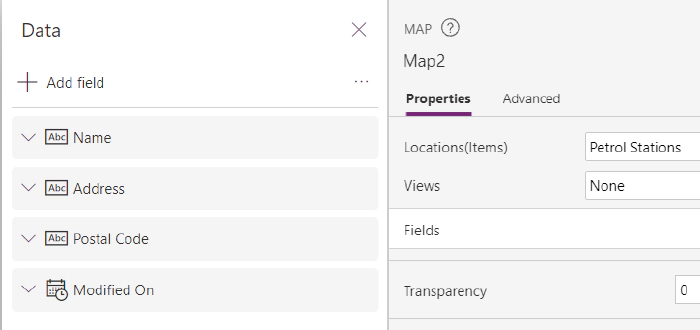 Data
Add field
Abc Name
Abc Address
Abc Postal Code
Modified On
MAP ?
Map2
Properties Advanced
Locations(Items) Petrol Stations
Views None
Fields
Transparency 0